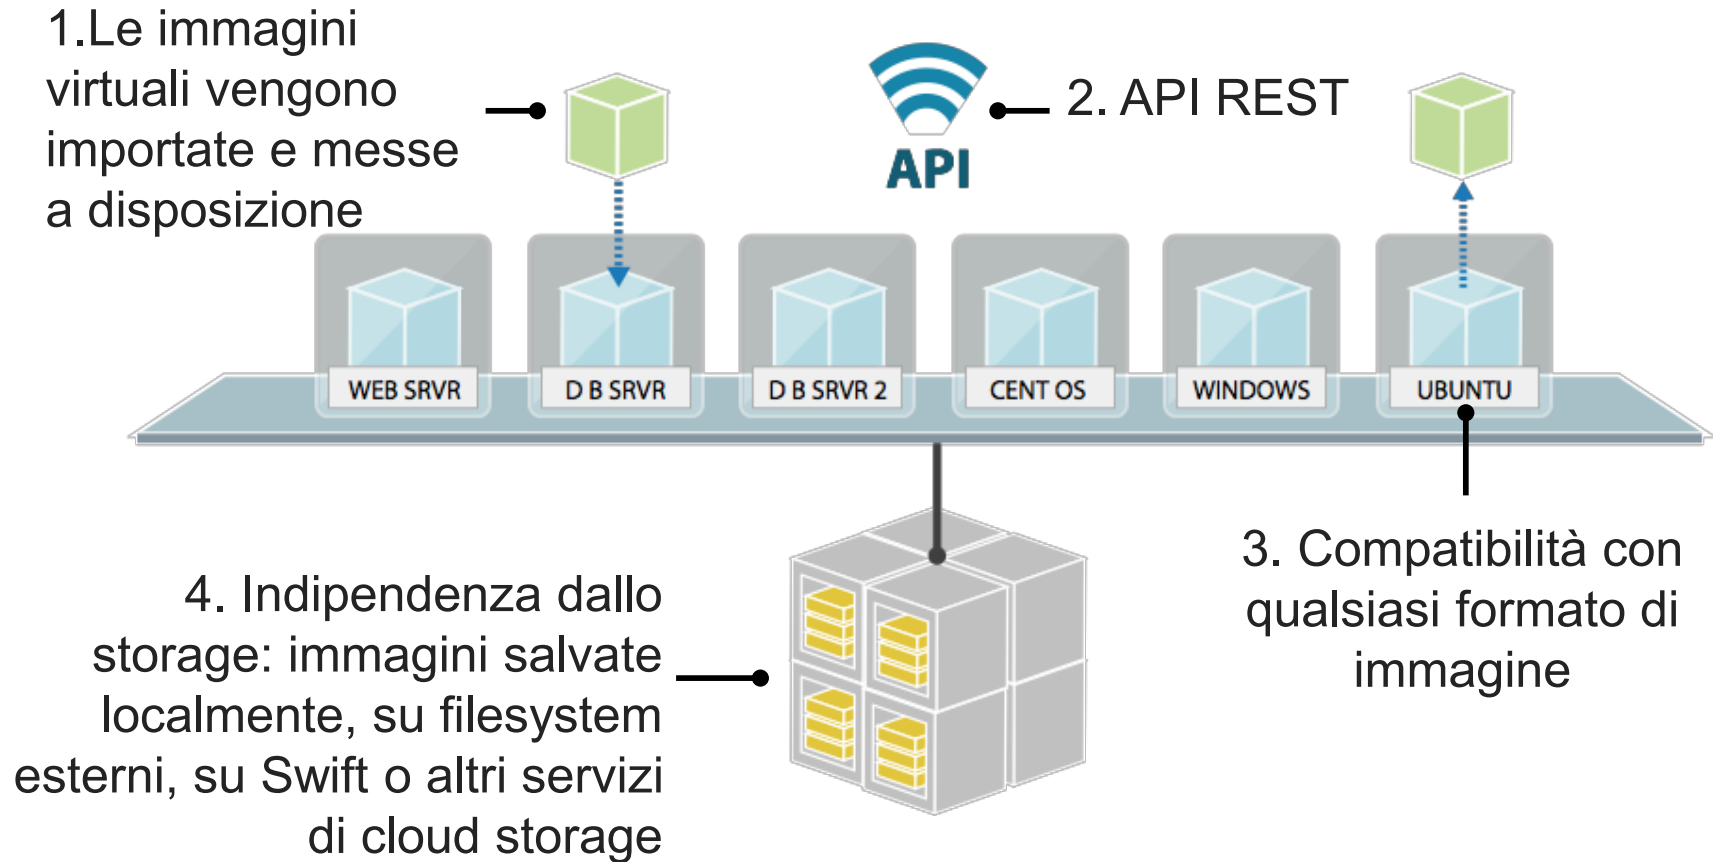 1.Le immagini
virtuali vengono
importate e messe
a disposizione
2. API REST
API
WEB SRVR
D B SRVR
D B SRVR 2
CENT OS
WINDOWS
UBUNTU
3. Compatibilità con
qualsiasi formato di
immagine
4. Indipendenza dallo
storage: immagini salvate
localmente, su filesystem
esterni, su Swift o altri servizi
di cloud storage